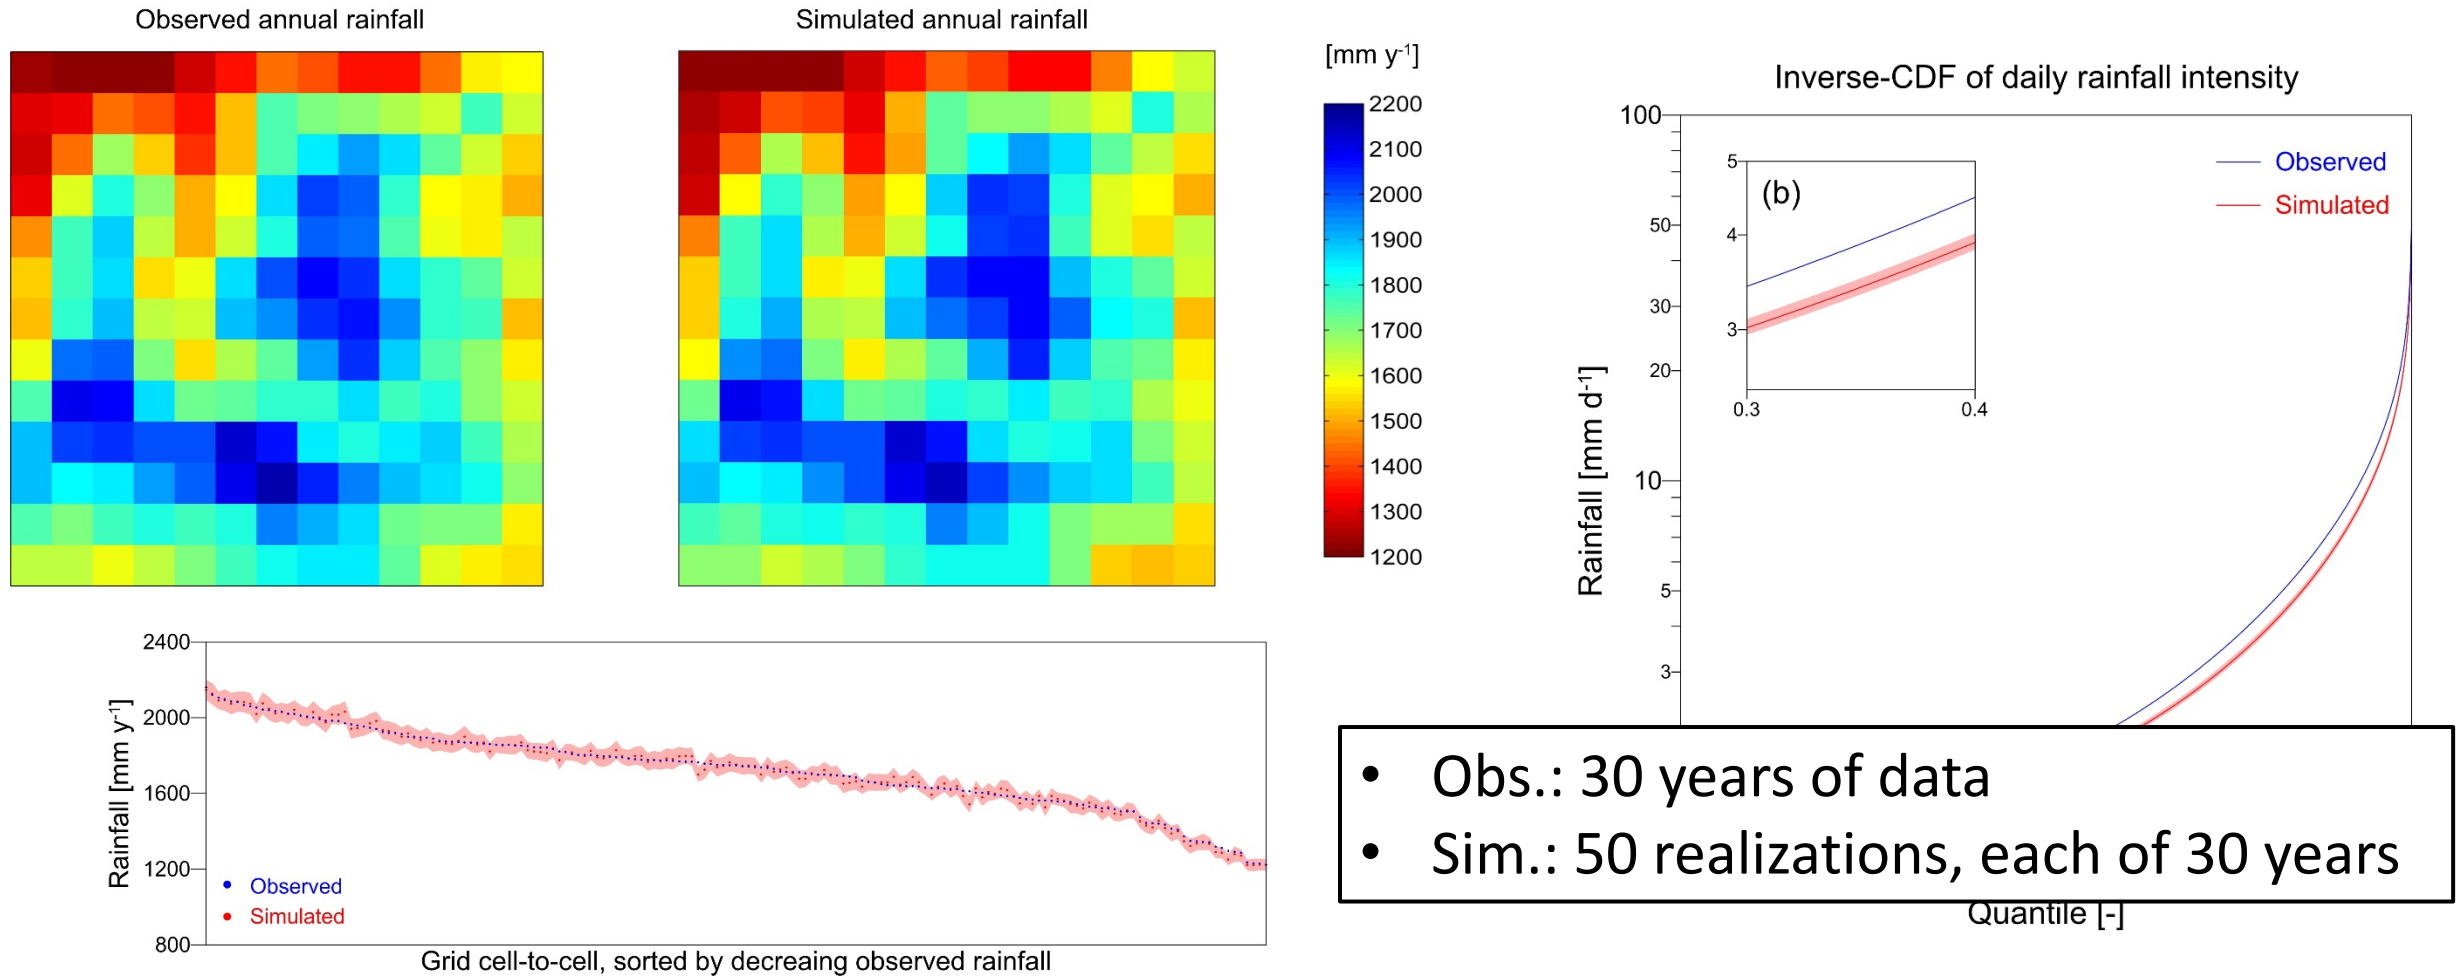 Observed annual rainfall
Simulated annual rainfall
[mm y-1]
2200
2100
2000
1900
1800
1700
1600
1500
1400
1300
1200
Inverse-CDF of daily rainfall intensity
Rainfall [mm d-1]
100
50
30
20
10
5
3
Observed
Simulated
(b)
5
4
3
0.3
0.4
Quantile [-]
Rainfall [mm y-1]
2400
2000
1600
1200
800
Observed
Simulated
Grid cell-to-cell, sorted by decreaing observed rainfall
• Obs.: 30 years of data
• Sim.: 50 realizations, each of 30 years